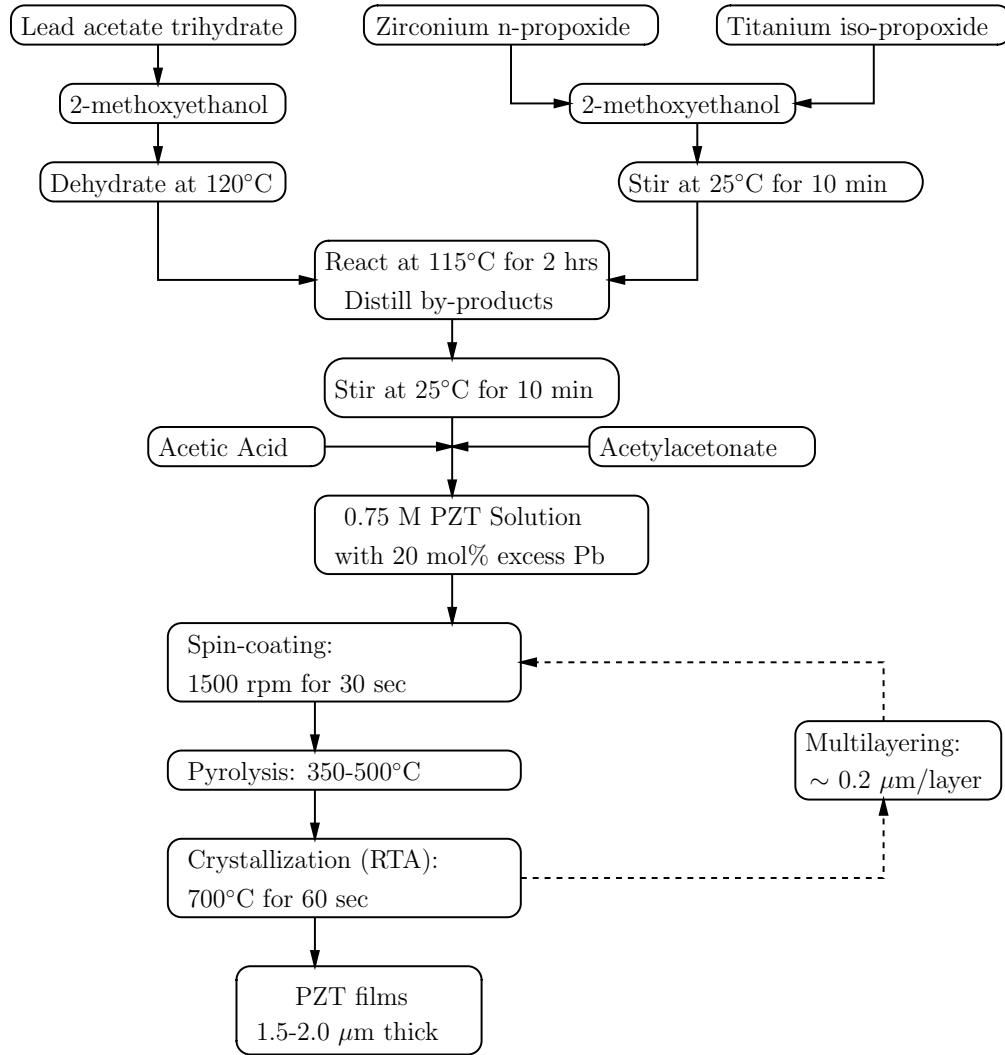 Lead acetate trihydrate
Zirconium n-propoxide
Titanium iso-propoxide
2-methoxyethanol
2-methoxyethanol
Dehydrate at 120°C
Stir at 25°C for 10 min
React at 115°C for 2 hrs
Distill by-products
Stir at 25°C for 10 min
Acetic Acid
Acetylacetonate
0.75 M PZT Solution
with 20 mol% excess Pb
Spin-coating:
1500 rpm for 30 sec
Multilayering:
∼ 0.2 μm/layer
Pyrolysis: 350-500°C
Crystallization (RTA):
700°C for 60 sec
PZT films
1.5-2.0 μm thick